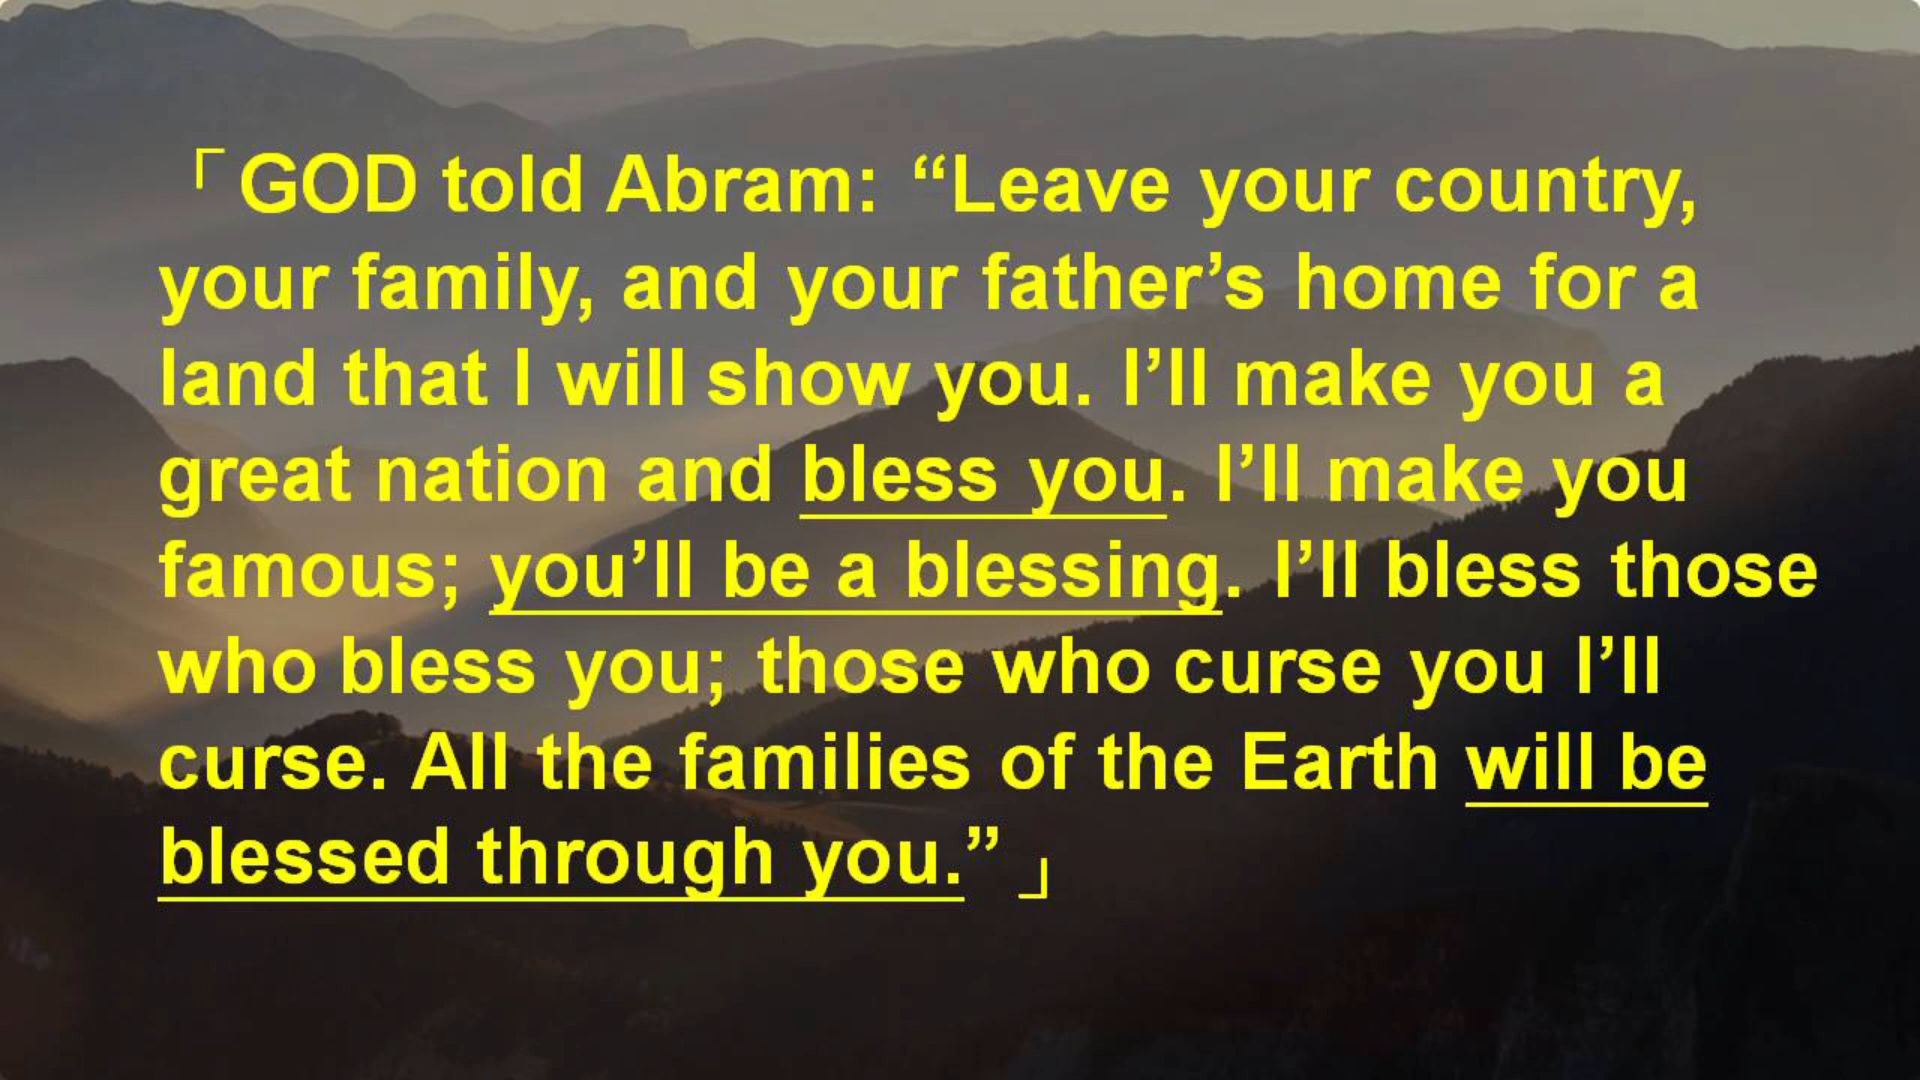 「GOD told Abram: “Leave your country,
your family, and your father’s home for a
land that I will show you. I’ll make you a
great nation and bless you. I’ll make you
famous; you’ll be a blessing. I’ll bless those
who bless you; those who curse you I’ll
curse. All the families of the Earth will be
blessed through you.”」